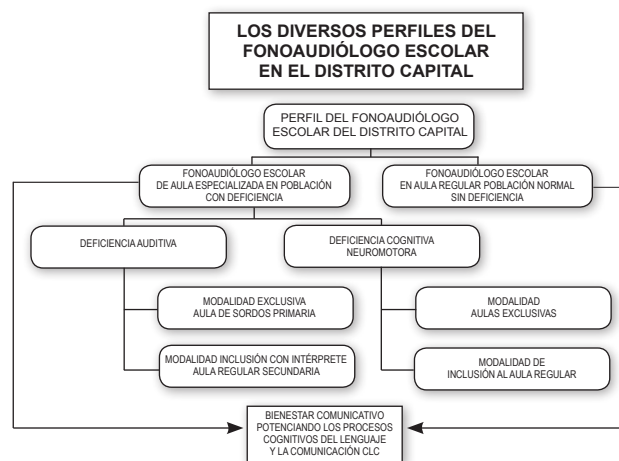 LOS DIVERSOS PERFILES DEL
FONOAUDIÓLOGO ESCOLAR
EN EL DISTRITO CAPITAL
PERFIL DEL FONOAUDIÓLOGO
ESCOLAR DEL DISTRITO CAPITAL
FONOAUDIÓLOGO ESCOLAR
DE AULA ESPECIALIZADA EN POBLACIÓN
CON DEFICIENCIA
FONOAUDIÓLOGO ESCOLAR
EN AULA REGULAR POBLACIÓN NORMAL
SIN DEFICIENCIA
DEFICIENCIA AUDITIVA
DEFICIENCIA COGNITIVA
NEUROMOTORA
MODALIDAD EXCLUSIVA
AULA DE SORDOS PRIMARIA
MODALIDAD
AULAS EXCLUSIVAS
MODALIDAD INCLUSIÓN CON INTÉRPRETE
AULA REGULAR SECUNDARIA
MODALIDAD DE
INCLUSIÓN AL AULA REGULAR
BIENESTAR COMUNICATIVO
POTENCIANDO LOS PROCESOS
COGNITIVOS DEL LENGUAJE
Y LA COMUNICACIÓN CLC